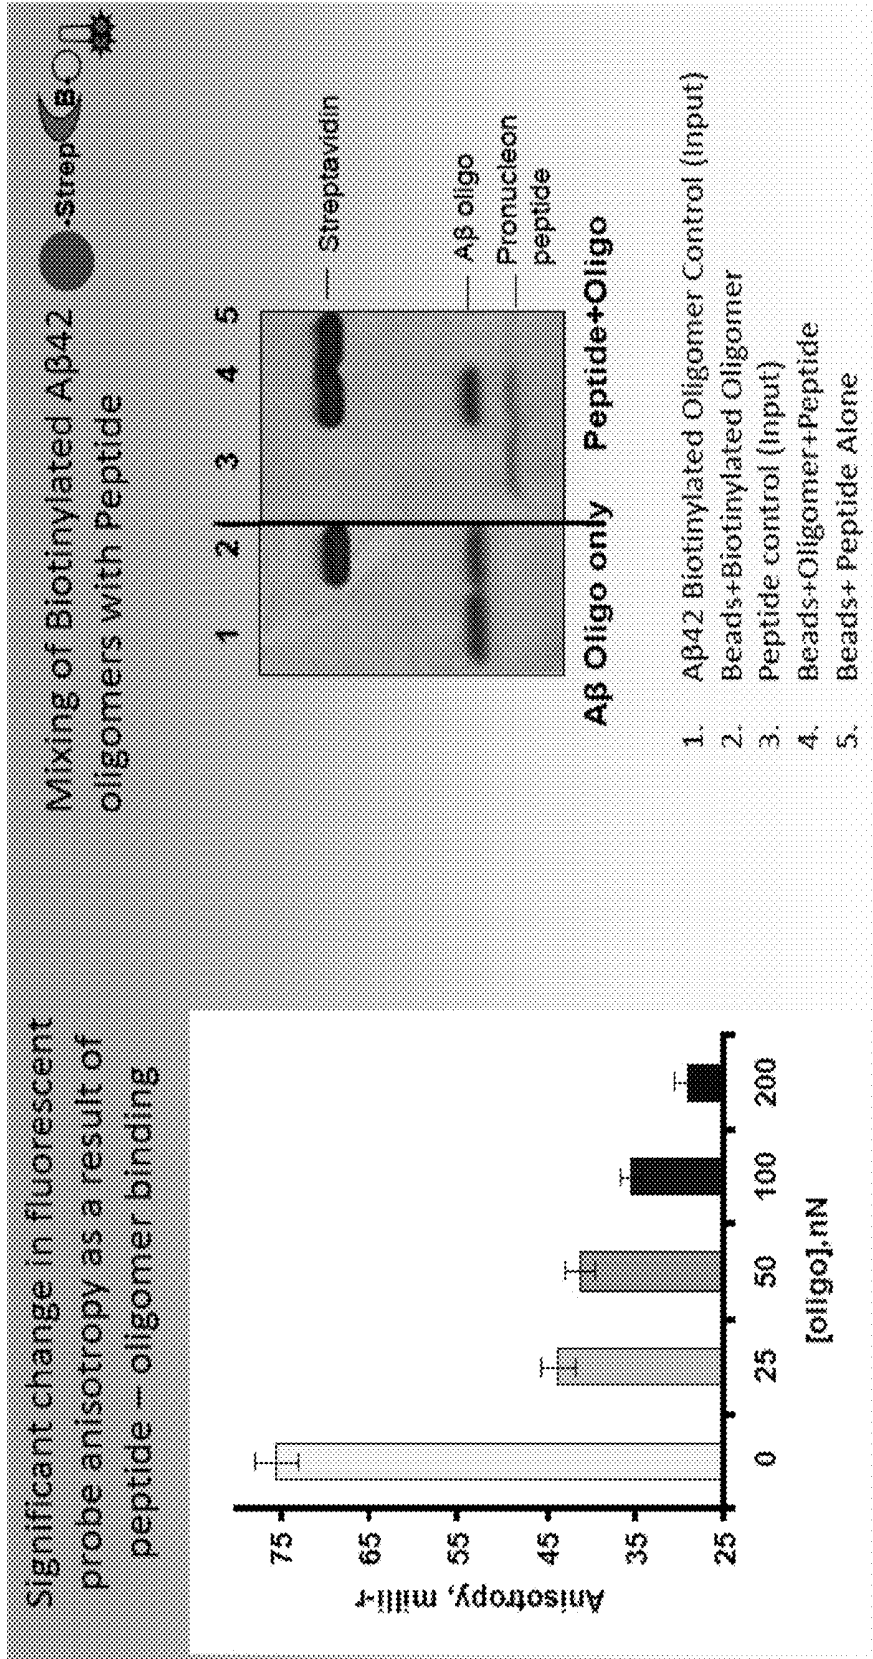 Significant change in fluorescent
probe anisotropy as a result of
peptide – oligomer binding
Anisotropy, milli-r
75
65
55
45
35
25
0 25 50 100 200
[oligo],nN
Mixing of Biotinylated Aβ42
oligomers with Peptide
-Strep B
1 2 3 4 5
Streptavidin
Aβ oligo
Pronucleon
peptide
Aβ Oligo only Peptide+Oligo
1. Aβ42 Biotinylated Oligomer Control (Input)
2. Beads+Biotinylated Oligomer
3. Peptide control (Input)
4. Beads+Oligomer+Peptide
5. Beads+ Peptide Alone